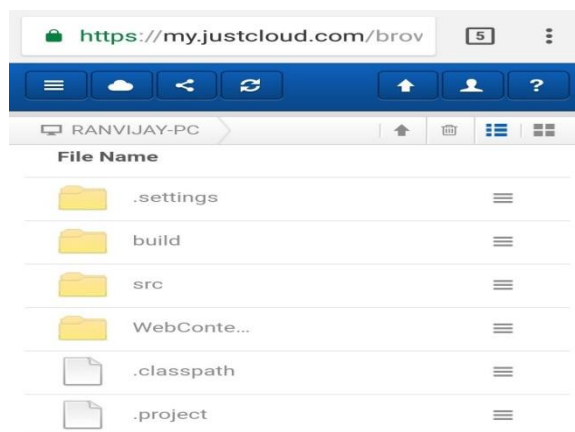 https://my.justcloud.com/brov
5
?
RANVIJAY-PC
File Name
.settings
build
src
WebConte...
.classpath
.project